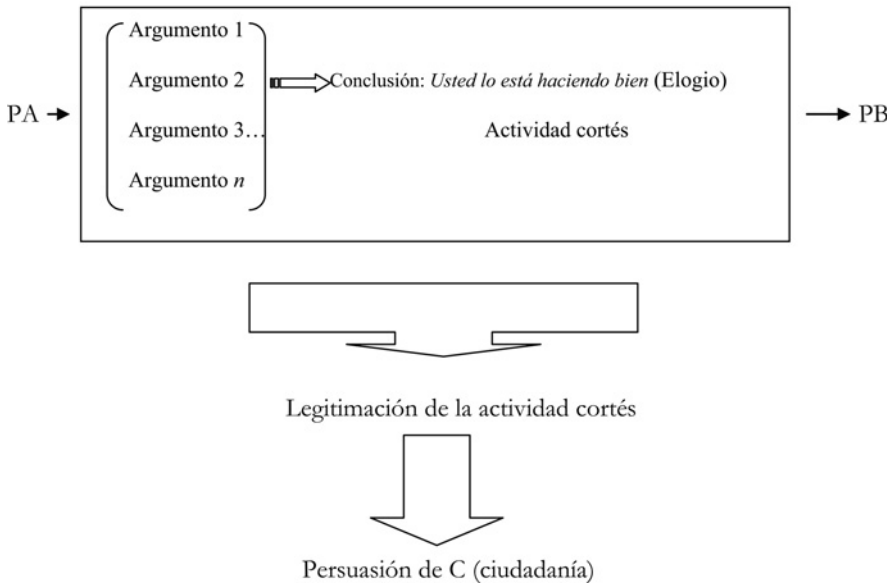 Argumento 1
Argumento 2
Conclusión: Usted lo está haciendo bien (Elogio)
PA
Argumento 3...
Actividad cortés
PB
Argumento n
Legitimación de la actividad cortés
Persuasión de C (ciudadanía)